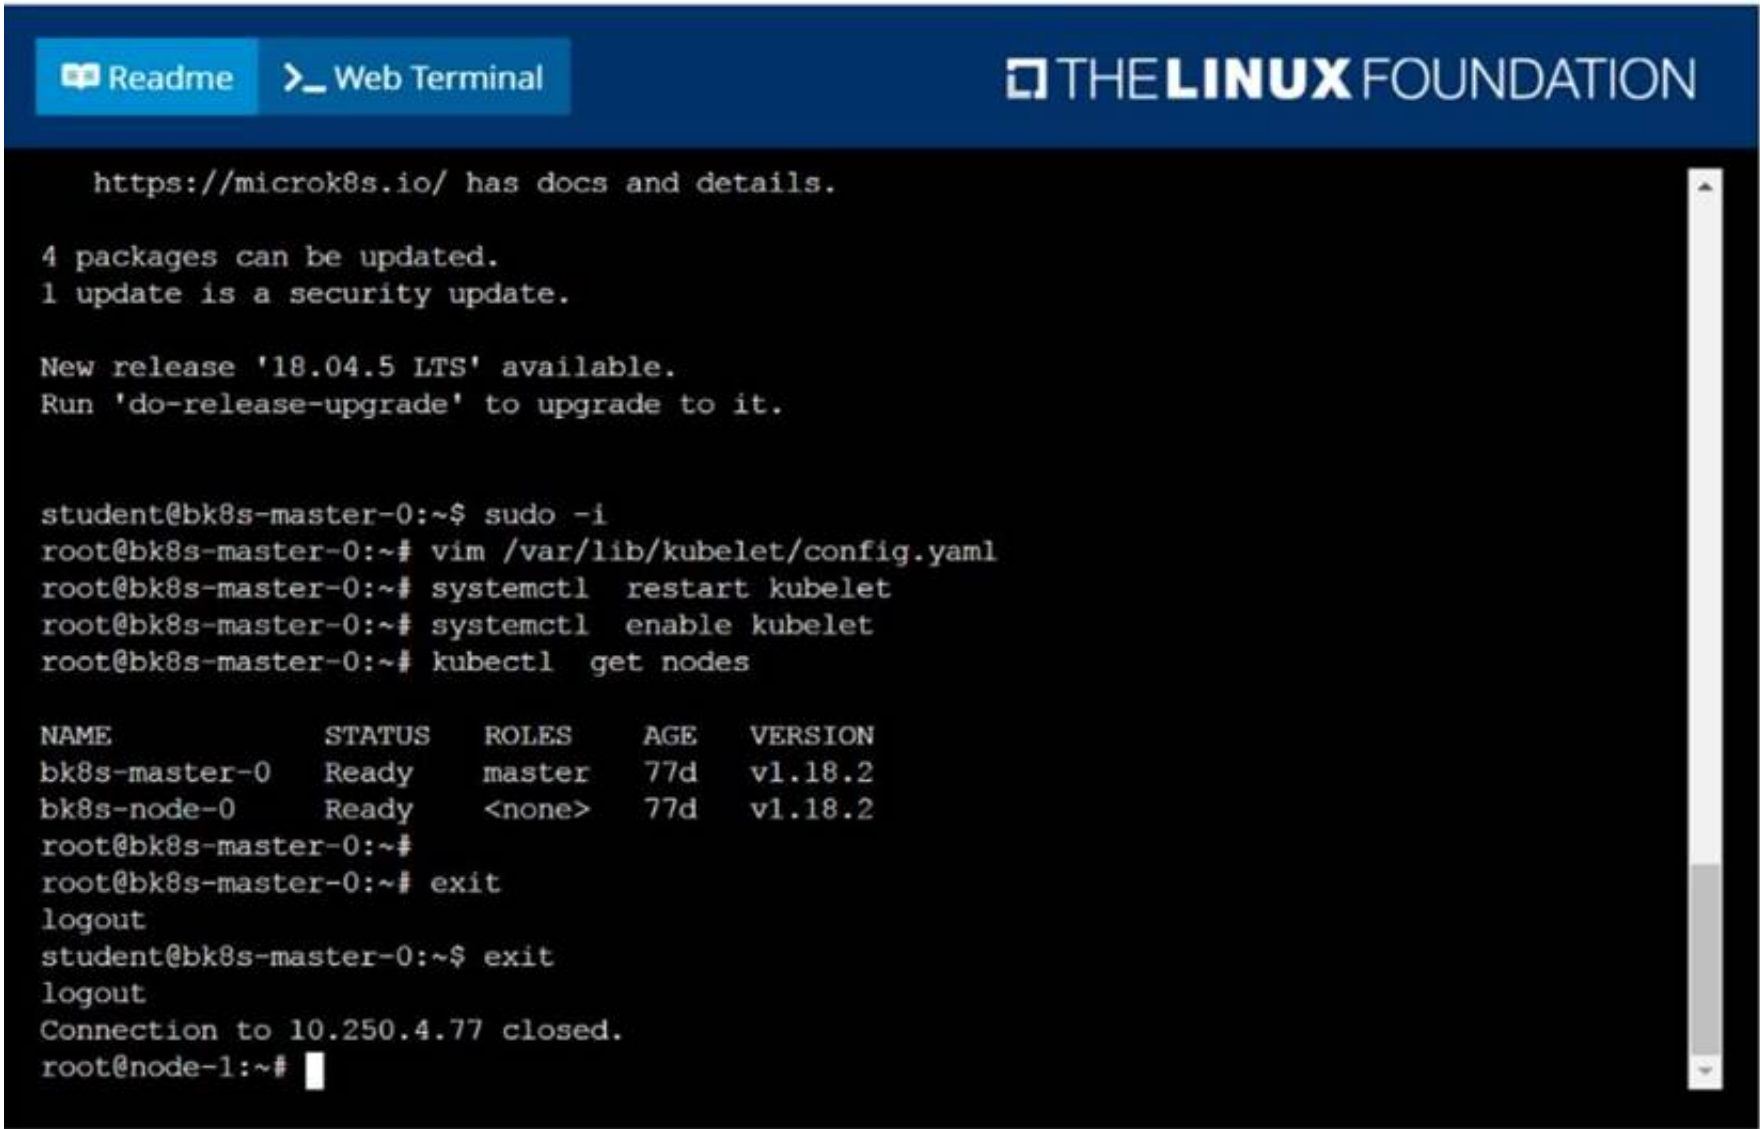 Readme
>_ Web Terminal
THE LINUX FOUNDATION
https://microk8s.io/ has docs and details.
4 packages can be updated.
1 update is a security update.
New release '18.04.5 LTS' available.
Run 'do-release-upgrade' to upgrade to it.
student@bk8s-master-0:~$ sudo -i
root@bk8s-master-0:~# vim /var/lib/kubelet/config.yaml
root@bk8s-master-0:~# systemctl  restart kubelet
root@bk8s-master-0:~# systemctl  enable kubelet
root@bk8s-master-0:~# kubectl  get nodes
NAME            STATUS   ROLES    AGE   VERSION
bk8s-master-0   Ready    master   77d   v1.18.2
bk8s-node-0     Ready    <none>   77d   v1.18.2
root@bk8s-master-0:~#
root@bk8s-master-0:~# exit
logout
student@bk8s-master-0:~$ exit
logout
Connection to 10.250.4.77 closed.
root@node-1:~#